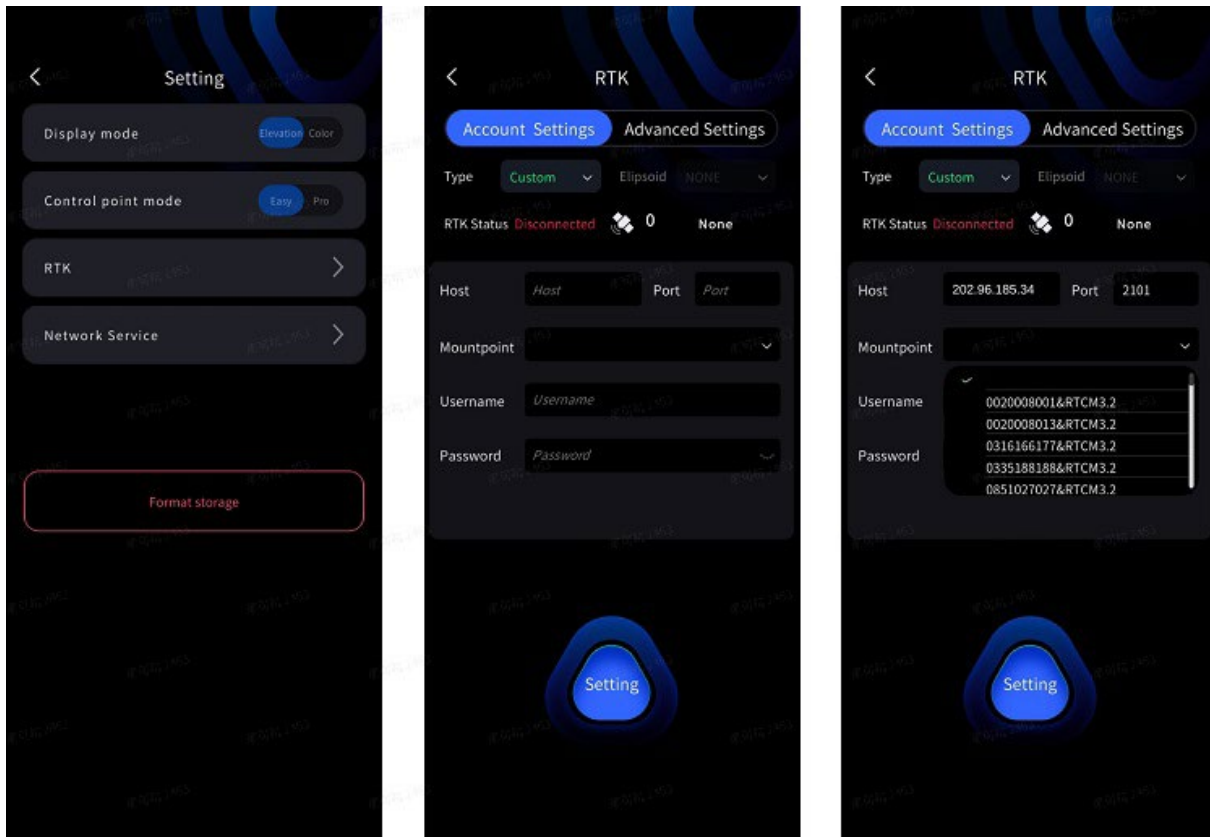 Setting
Display mode Elevation Color
Control point mode Easy Pro
RTK
Network Service
Format storage
RTK
Account Settings Advanced Settings
Type Custom Elipsoid NONE
RTK Status Disconnected 0 None
Host Host Port Port
Mountpoint
Username Username
Password Password
Setting
RTK
Account Settings Advanced Settings
Type Custom Elipsoid NONE
RTK Status Disconnected 0 None
Host 202.96.185.34 Port 2101
Mountpoint
Username
0020008001&RTCM3.2
0020008013&RTCM3.2
0316166177&RTCM3.2
Password
0335188188&RTCM3.2
0851027027&RTCM3.2
Setting